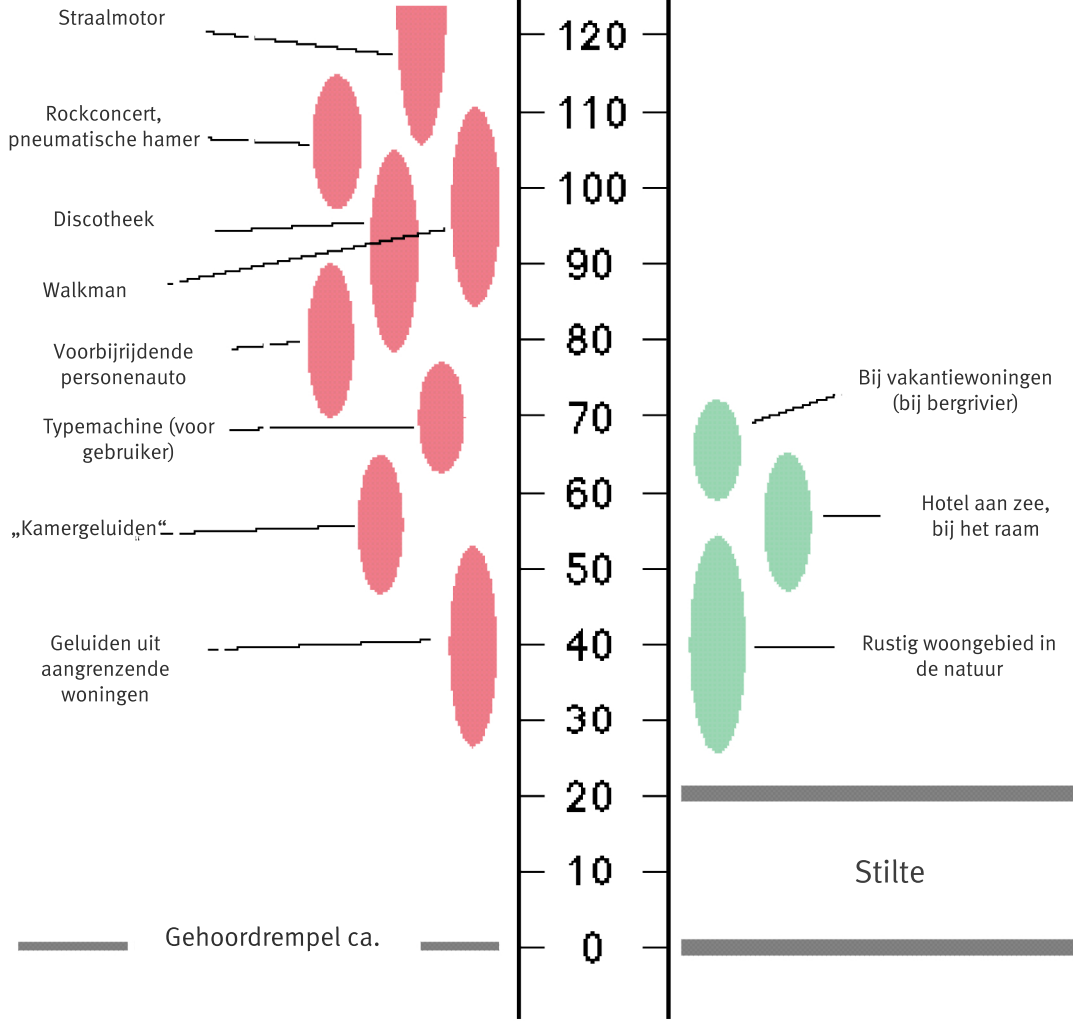 Straalmotor
Rockconcert,
pneumatische hamer
Discotheek
Walkman
Voorbijrijdende
personenauto
Typemachine (voor
gebruiker)
„Kamergeluiden“
Geluiden uit
aangrenzende
woningen
Gehoordrempel ca.
120
110
100
90
80
70
60
50
40
30
20
10
0
Bij vakantiewoningen
(bij bergrivier)
Hotel aan zee,
bij het raam
Rustig woongebied in
de natuur
Stilte